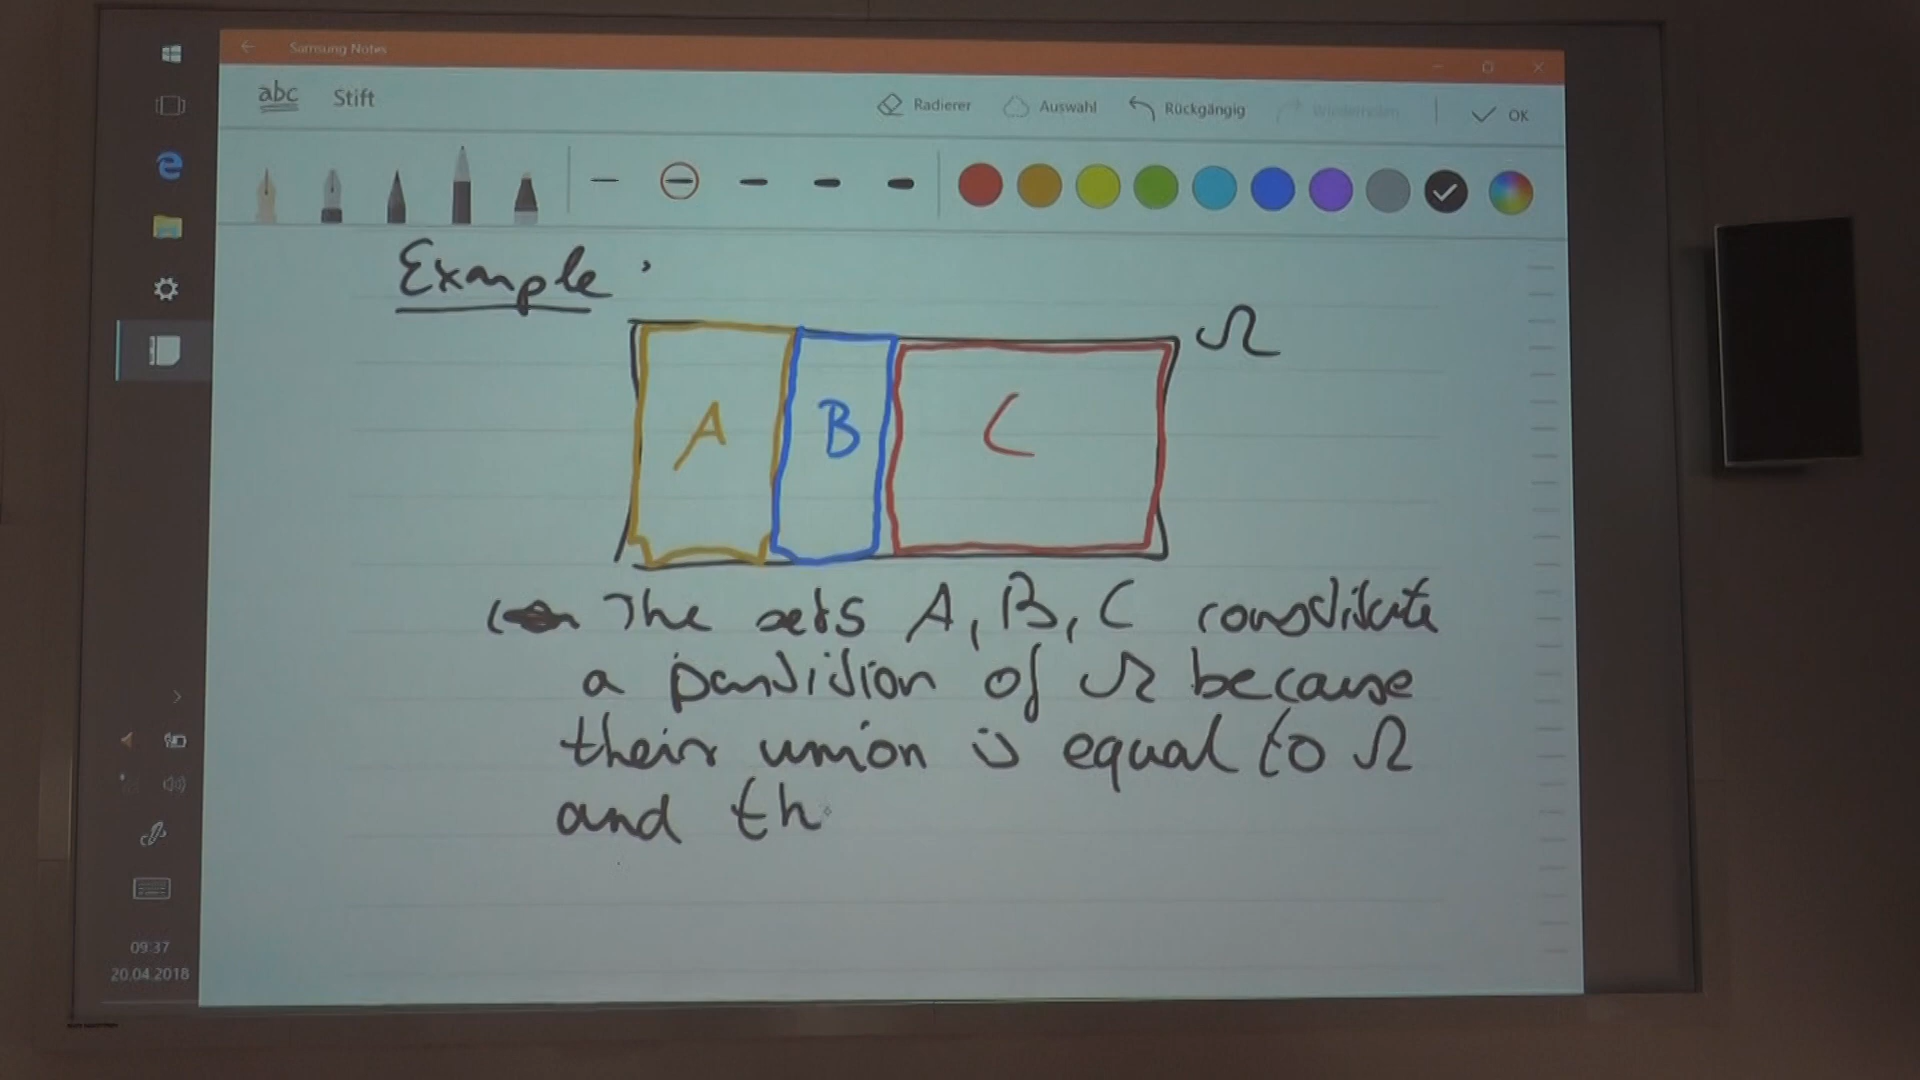 Samsung Notes
abc Stift Radierer Auswahl Rückgängig Wiederholen OK
Example:
Ω
A B C
The sets A, B, C constitute
a partition of Ω because
their union is equal to Ω
and th
09:37
20.04.2018